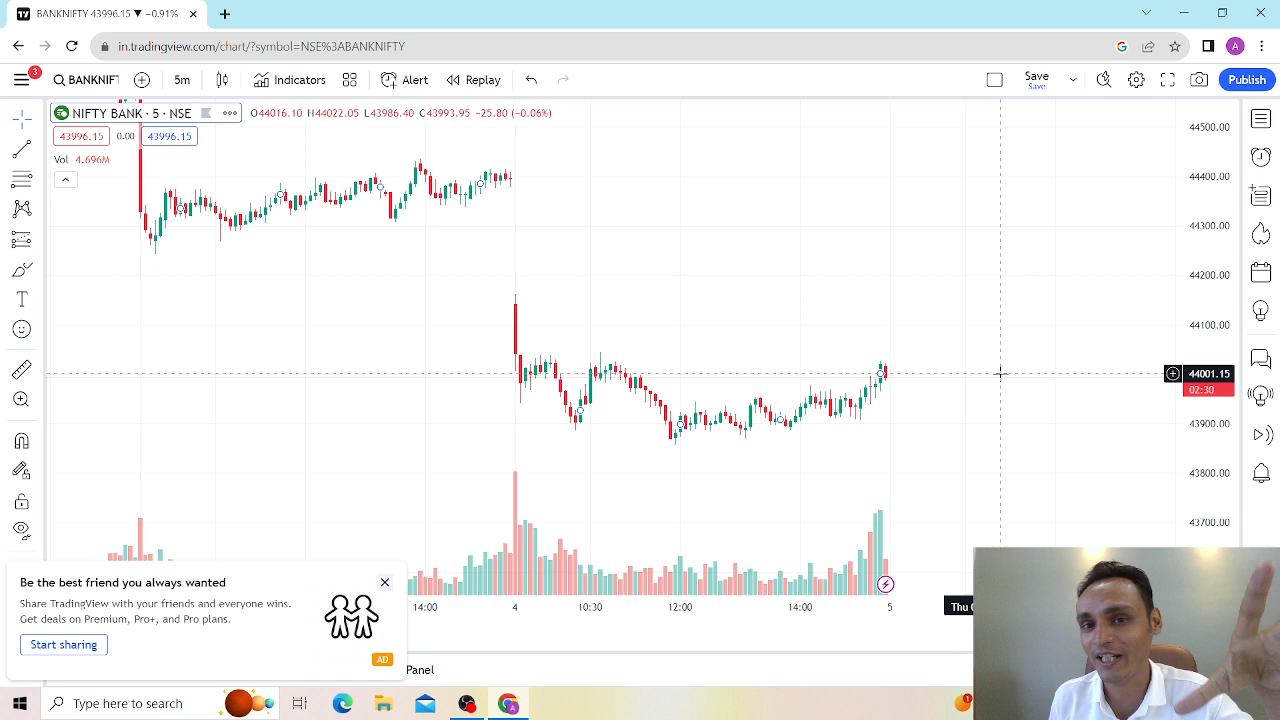 BANKNIFTY 43996.15 ▼ −0.91%
in.tradingview.com/chart/?symbol=NSE%3ABANKNIFTY
A
3
BANKNIFT
5m
Indicators
Alert
Replay
Save
Save
Publish
NIFTY BANK · 5 · NSE
O44016.10 H44022.05 L43986.40 C43993.95 −25.80 (−0.06%)
43996.15
0.00
43996.15
Vol 4.696M
44500.00
44400.00
44300.00
44200.00
44100.00
44001.15
02:30
43900.00
43800.00
43700.00
14:00
4
10:30
12:00
14:00
5
Thu
Be the best friend you always wanted
Share TradingView with your friends and everyone wins.
Get deals on Premium, Pro+, and Pro plans.
Start sharing
AD
Panel
Type here to search
A
1